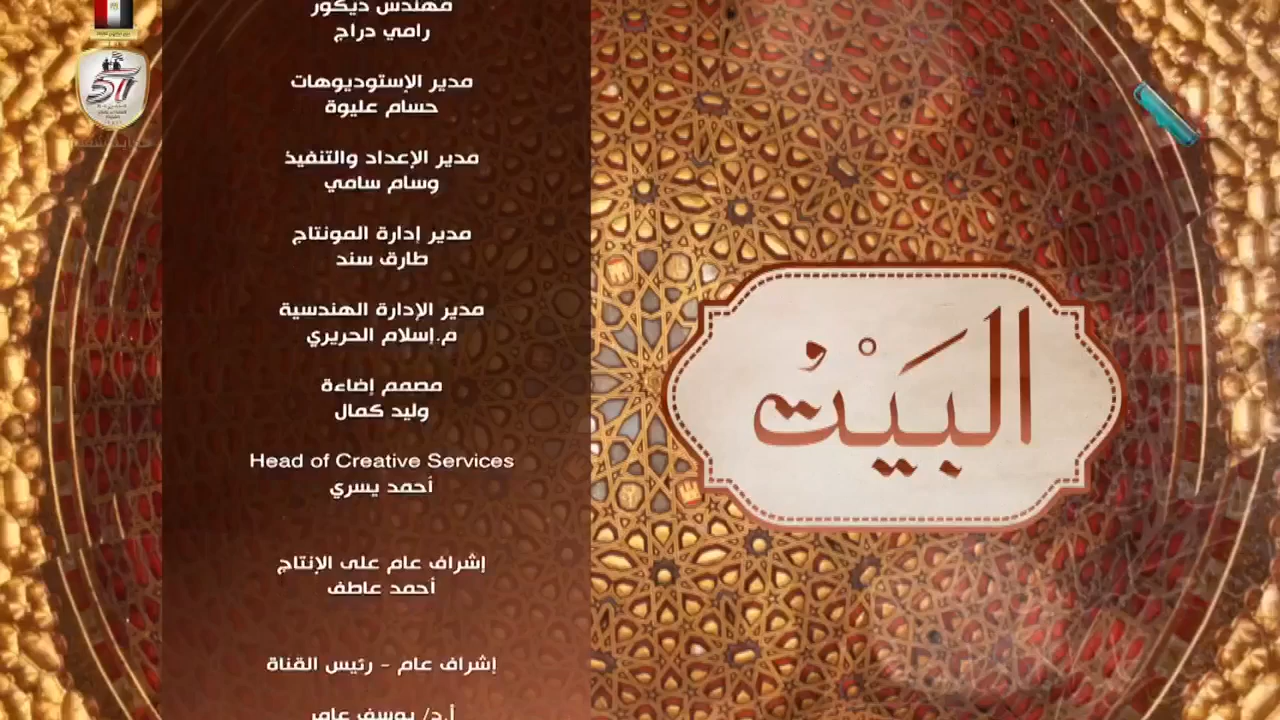 مهندس ديكور
رامي دراج
مدير الإستوديوهات
حسام عليوة
مدير الإعداد والتنفيذ
وسام سامي
مدير إدارة المونتاج
طارق سند
مدير الإدارة الهندسية
م.إسلام الحريري
مصمم إضاءة
وليد كمال
Head of Creative Services
أحمد يسري
إشراف عام على الإنتاج
أحمد عاطف
إشراف عام - رئيس القناة
أ.د/ يوسف عامر
البَيْتُ